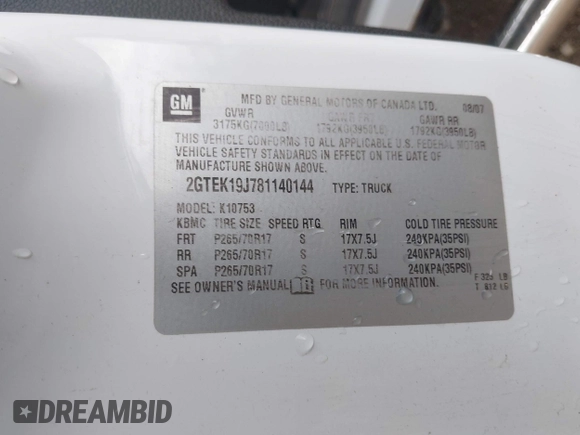 GM
MFD BY GENERAL MOTORS OF CANADA LTD. 08/07
GVWR GAWR FRT GAWR RR
3175KG(7000LB) 1792KG(3950LB) 1792KG(3950LB)
THIS VEHICLE CONFORMS TO ALL APPLICABLE U.S. FEDERAL MOTOR
VEHICLE SAFETY STANDARDS IN EFFECT ON THE DATE OF
MANUFACTURE SHOWN ABOVE.
2GTEK19J781140144 TYPE: TRUCK
MODEL: K10753
KBMC TIRE SIZE SPEED RTG RIM COLD TIRE PRESSURE
FRT P265/70R17 S 17X7.5J 240KPA(35PSI)
RR P265/70R17 S 17X7.5J 240KPA(35PSI)
SPA P265/70R17 S 17X7.5J 240KPA(35PSI)
SEE OWNER'S MANUAL FOR MORE INFORMATION.
DREAMBID